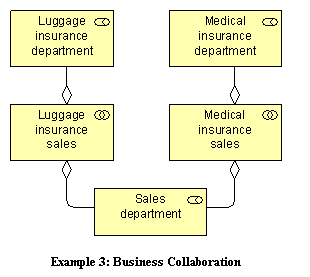 Luggage
insurance
department
Medical
insurance
department
Luggage
insurance
sales
Medical
insurance
sales
Sales
department
Example 3: Business Collaboration